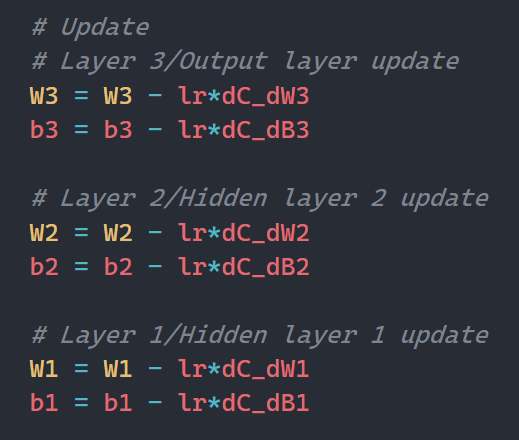 # Update
# Layer 3/Output layer update
W3 = W3 - lr*dC_dW3
b3 = b3 - lr*dC_dB3
# Layer 2/Hidden layer 2 update
W2 = W2 - lr*dC_dW2
b2 = b2 - lr*dC_dB2
# Layer 1/Hidden layer 1 update
W1 = W1 - lr*dC_dW1
b1 = b1 - lr*dC_dB1